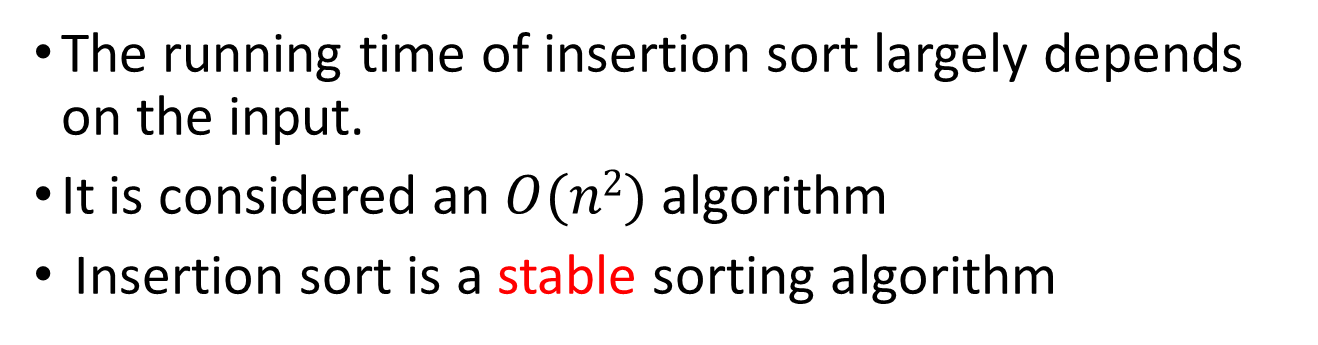 • The running time of insertion sort largely depends
on the input.
• It is considered an O(n²) algorithm
• Insertion sort is a stable sorting algorithm